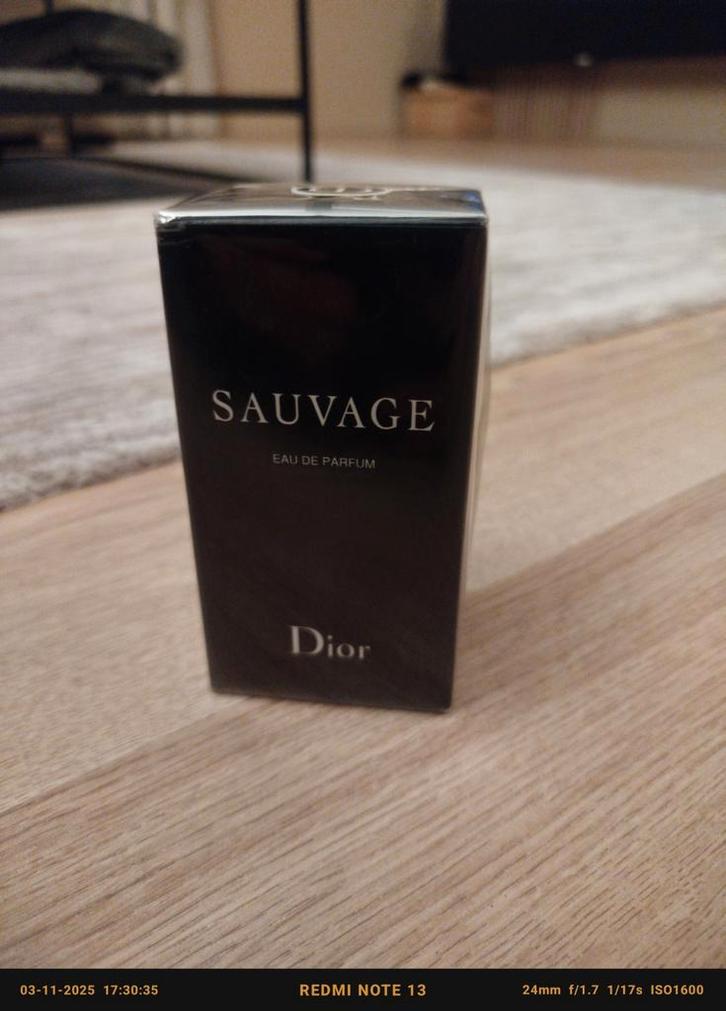 SAUVAGE
EAU DE PARFUM
Dior
03-11-2025 17:30:35
REDMI NOTE 13
24mm f/1.7 1/17s ISO1600